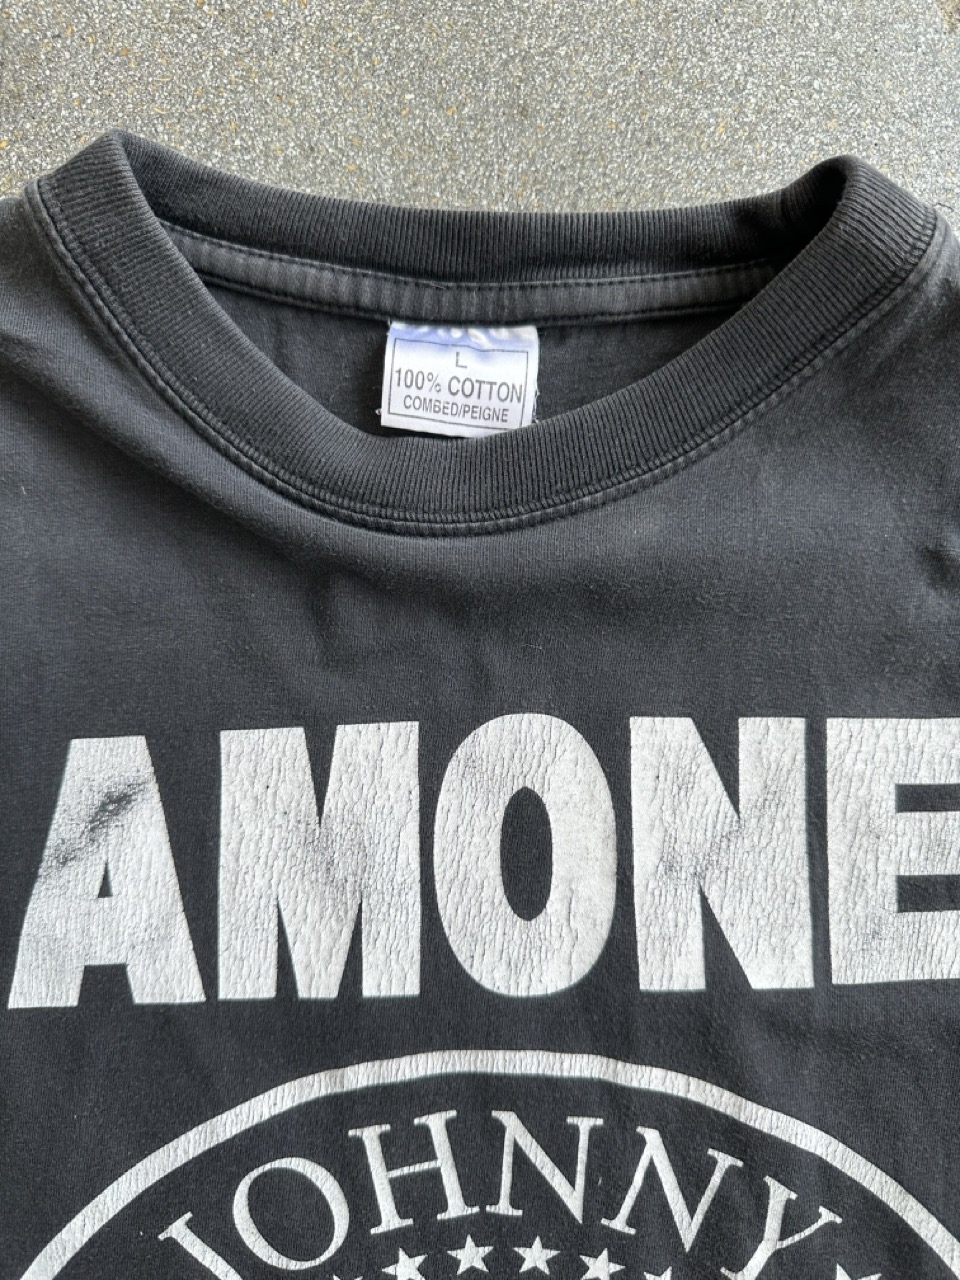 L
100% COTTON
COMBED/PEIGNE
AMONE
JOHNNY